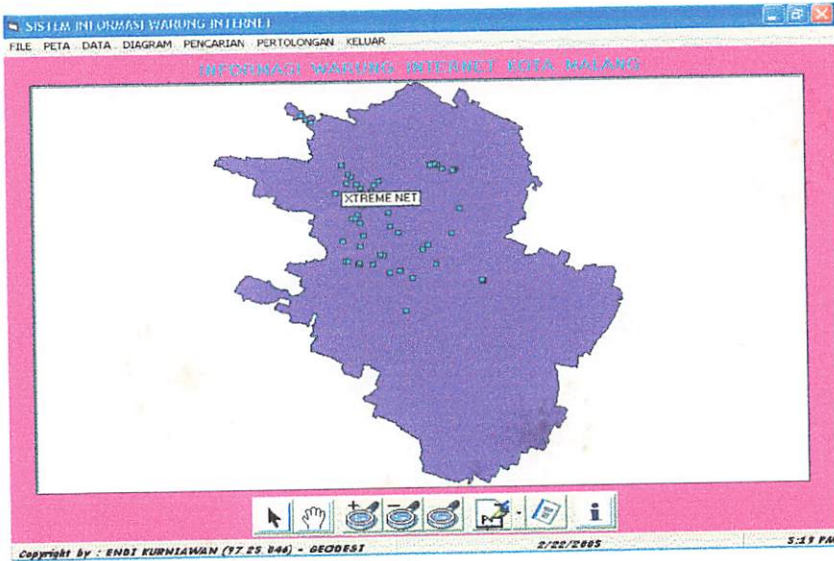 SISTEM INFORMASI WARUNG INTERNET
FILE PETA DATA DIAGRAM PENCARIAN PERTOLONGAN KELUAR
INFORMASI WARUNG INTERNET KOTA MALANG
XTREME NET
Copyright by : ENDI KURNIAWAN (97 25 046) - GEODESI 2/22/2005 5:19 PM